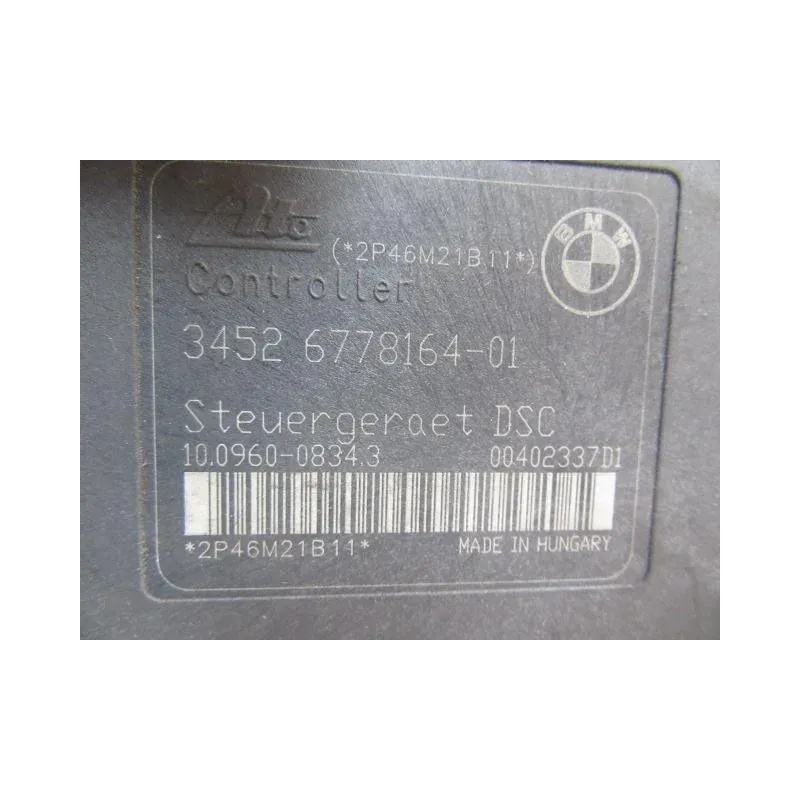 Ate
BMW
(*2P46M21B11*)
Controller
3452 6778164-01
Steuergeraet DSC
10.0960-0834.3 00402337D1
*2P46M21B11* MADE IN HUNGARY